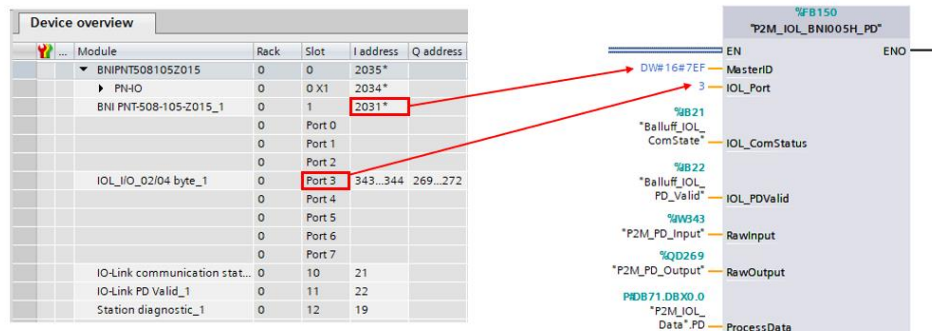 Device overview
... Module Rack Slot I address Q address
BNIPNT508105Z015 0 0 2035*
PN-IO 0 0 X1 2034*
BNI PNT-508-105-Z015_1 0 1 2031*
0 Port 0
0 Port 1
0 Port 2
IOL_I/O_02/04 byte_1 0 Port 3 343...344 269...272
0 Port 4
0 Port 5
0 Port 6
0 Port 7
IO-Link communication stat... 0 10 21
IO-Link PD Valid_1 0 11 22
Station diagnostic_1 0 12 19
%FB150
"P2M_IOL_BNI005H_PD"
EN ENO
DW#16#7EF MasterID
3 IOL_Port
%IB21
"Balluff_IOL_
ComState" IOL_ComStatus
%IB22
"Balluff_IOL_
PD_Valid" IOL_PDValid
%IW343
"P2M_PD_Input" RawInput
%QD269
"P2M_PD_Output" RawOutput
P#DB71.DBX0.0
"P2M_IOL_
Data".PD ProcessData